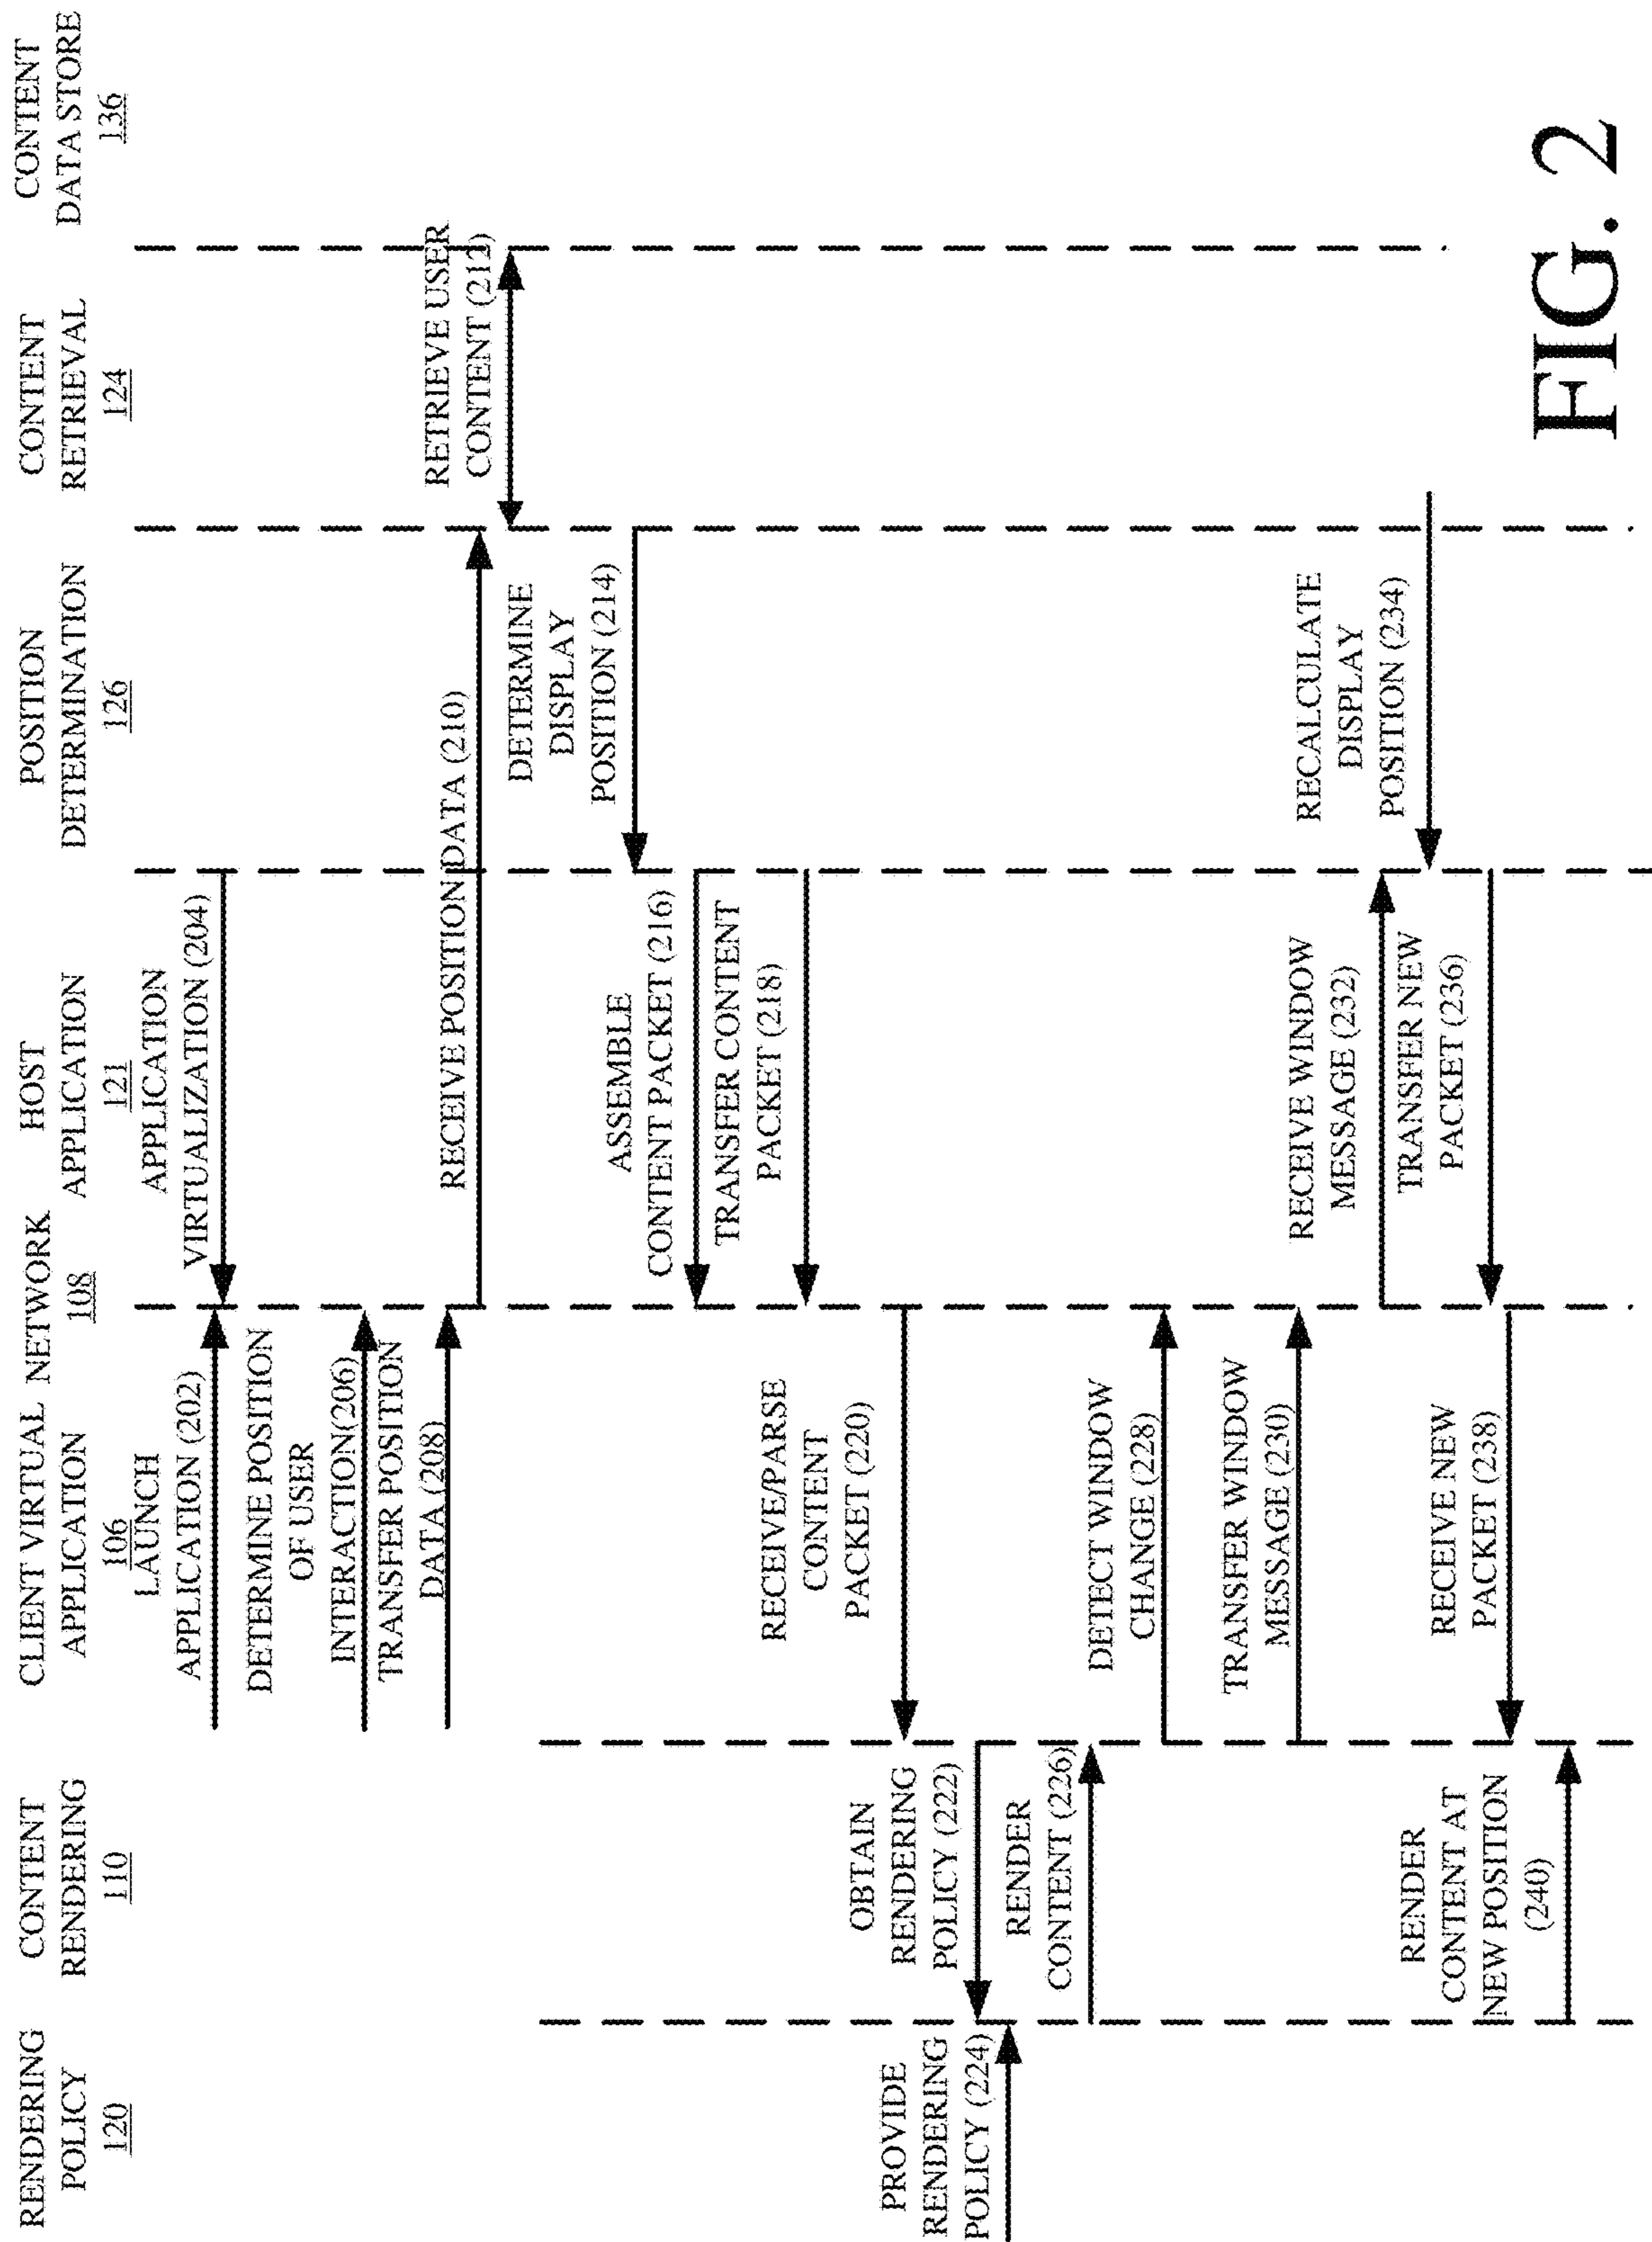 RENDERING
POLICY
120
CONTENT
RENDERING
110
CLIENT VIRTUAL
APPLICATION
106
NETWORK
108
HOST
APPLICATION
121
POSITION
DETERMINATION
126
CONTENT
RETRIEVAL
124
CONTENT
DATA STORE
136
LAUNCH
APPLICATION (202)
APPLICATION
VIRTUALIZATION (204)
DETERMINE POSITION
OF USER
INTERACTION(206)
TRANSFER POSITION
DATA (208)
RECEIVE POSITION DATA (210)
RETRIEVE USER
CONTENT (212)
DETERMINE
DISPLAY
POSITION (214)
ASSEMBLE
CONTENT PACKET (216)
TRANSFER CONTENT
PACKET (218)
RECEIVE/PARSE
CONTENT
PACKET (220)
OBTAIN
RENDERING
POLICY (222)
PROVIDE
RENDERING
POLICY (224)
RENDER
CONTENT (226)
DETECT WINDOW
CHANGE (228)
TRANSFER WINDOW
MESSAGE (230)
RECEIVE WINDOW
MESSAGE (232)
RECALCULATE
DISPLAY
POSITION (234)
TRANSFER NEW
PACKET (236)
RECEIVE NEW
PACKET (238)
RENDER
CONTENT AT
NEW POSITION
(240)
FIG. 2